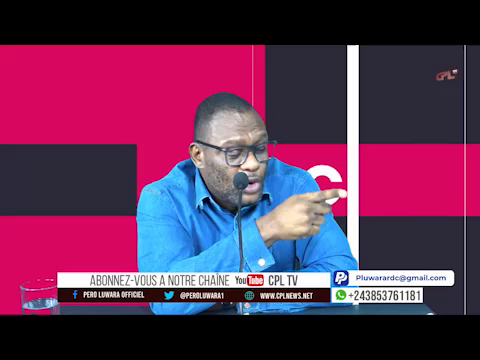 CPL
C
ABONNEZ-VOUS A NOTRE CHAÎNE YouTube CPL TV
Pluwarardc@gmail.com
PERO LUWARA OFFICIEL @PEROLUWARA1 WWW.CPLNEWS.NET
+243853761181